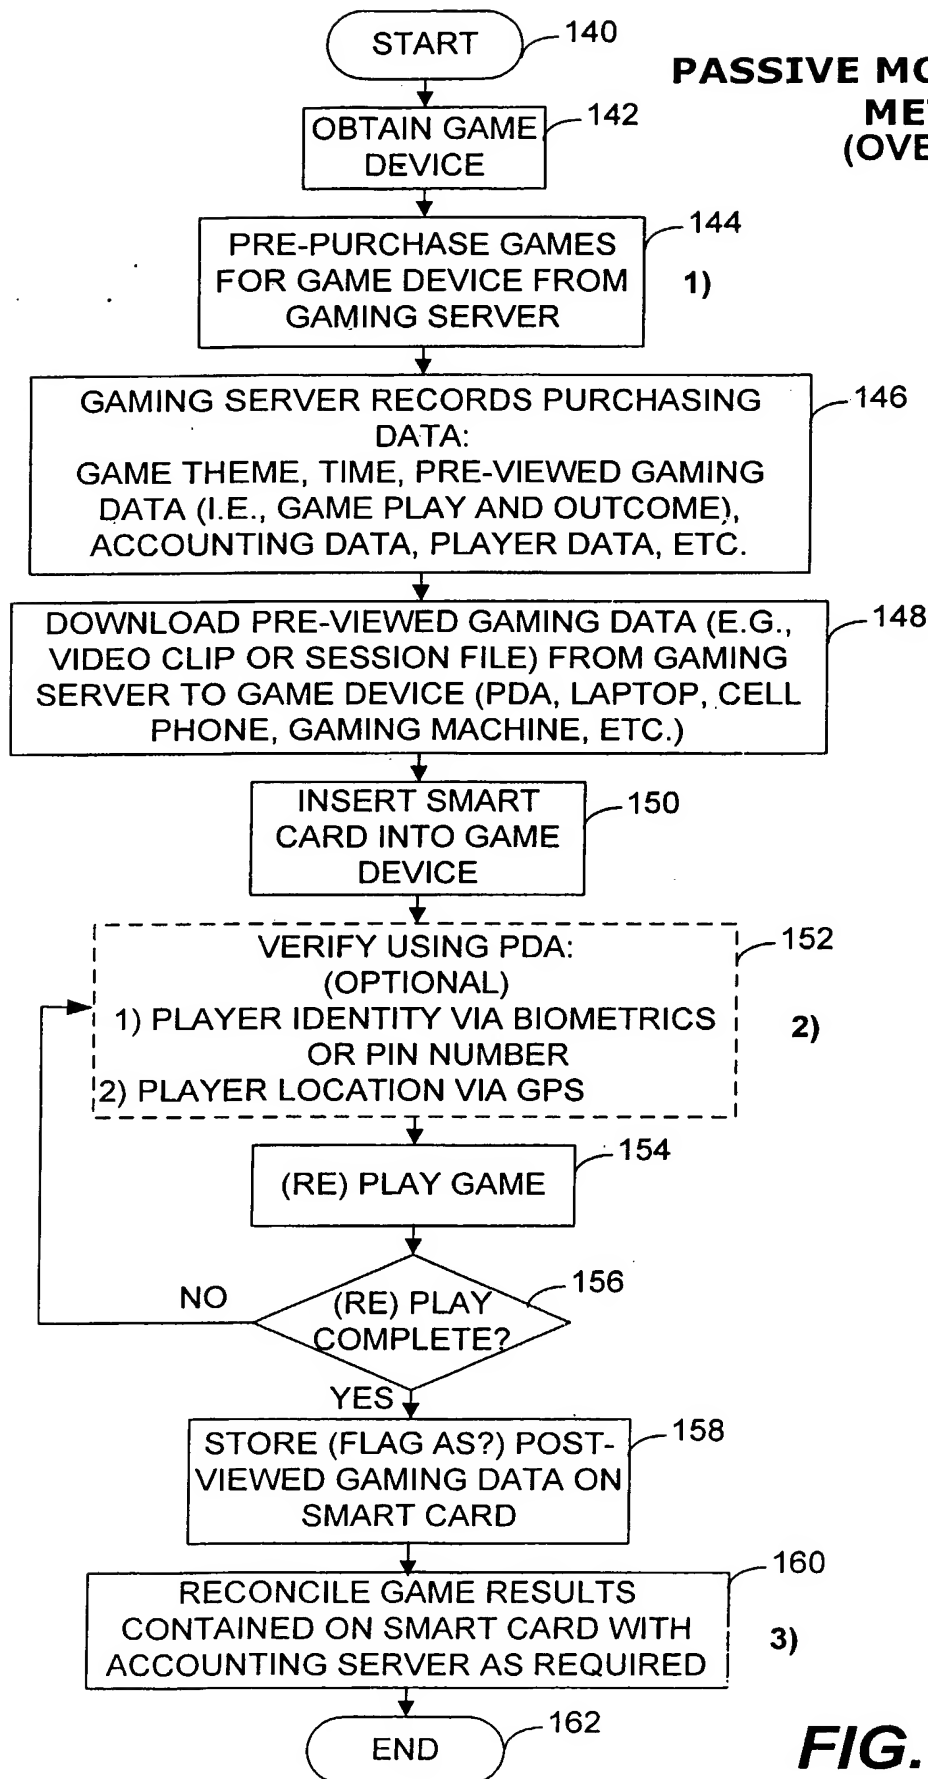 START
140
PASSIVE MO
ME
(OVE
OBTAIN GAME
DEVICE
142
PRE-PURCHASE GAMES
FOR GAME DEVICE FROM
GAMING SERVER
144
1)
GAMING SERVER RECORDS PURCHASING
DATA:
GAME THEME, TIME, PRE-VIEWED GAMING
DATA (I.E., GAME PLAY AND OUTCOME),
ACCOUNTING DATA, PLAYER DATA, ETC.
146
DOWNLOAD PRE-VIEWED GAMING DATA (E.G.,
VIDEO CLIP OR SESSION FILE) FROM GAMING
SERVER TO GAME DEVICE (PDA, LAPTOP, CELL
PHONE, GAMING MACHINE, ETC.)
148
INSERT SMART
CARD INTO GAME
DEVICE
150
VERIFY USING PDA:
(OPTIONAL)
1) PLAYER IDENTITY VIA BIOMETRICS
OR PIN NUMBER
2) PLAYER LOCATION VIA GPS
152
2)
(RE) PLAY GAME
154
(RE) PLAY
COMPLETE?
156
NO
YES
STORE (FLAG AS?) POST-
VIEWED GAMING DATA ON
SMART CARD
158
RECONCILE GAME RESULTS
CONTAINED ON SMART CARD WITH
ACCOUNTING SERVER AS REQUIRED
160
3)
END
162
FIG.